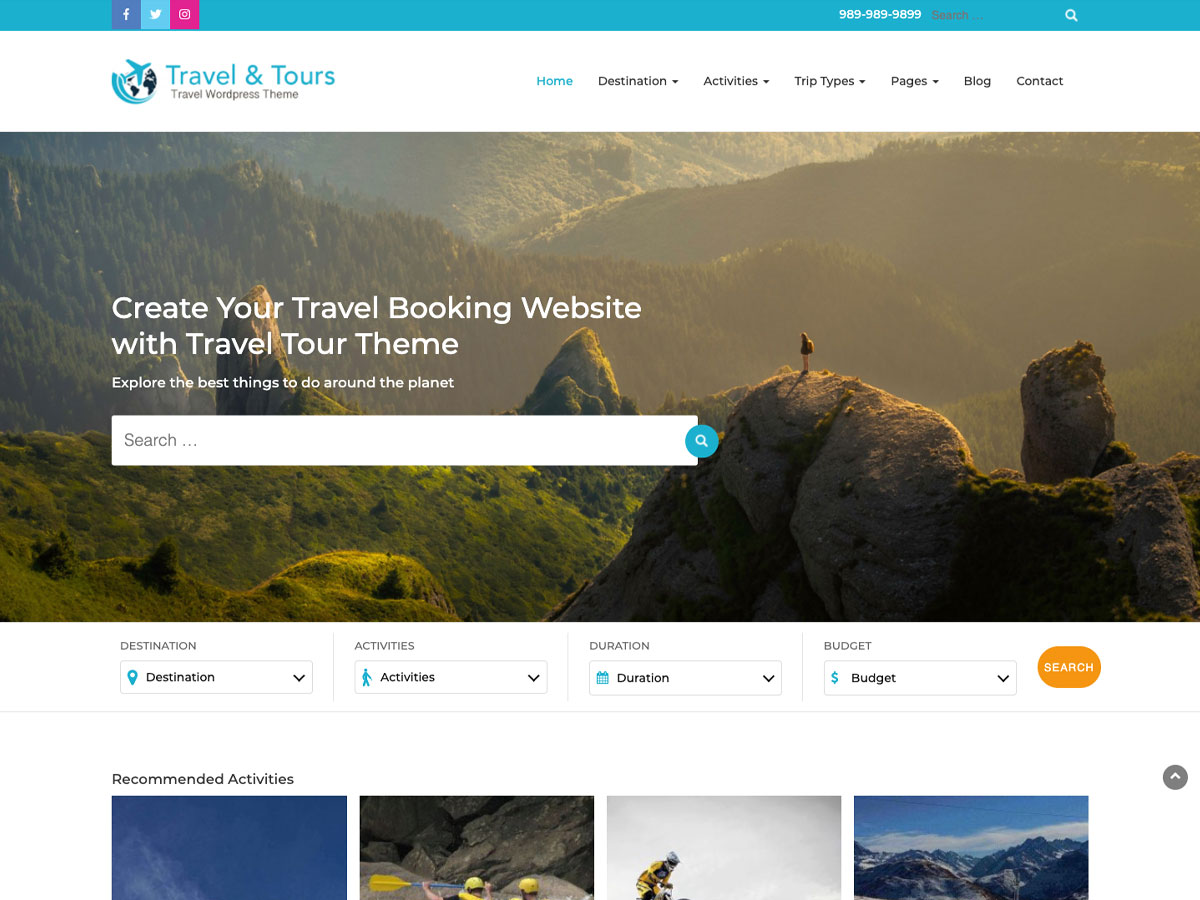 989-989-9899 Search ...
Travel & Tours
Travel Wordpress Theme
Home Destination Activities Trip Types Pages Blog Contact
Create Your Travel Booking Website
with Travel Tour Theme
Explore the best things to do around the planet
Search ...
DESTINATION ACTIVITIES DURATION BUDGET
Destination Activities Duration $ Budget SEARCH
Recommended Activities